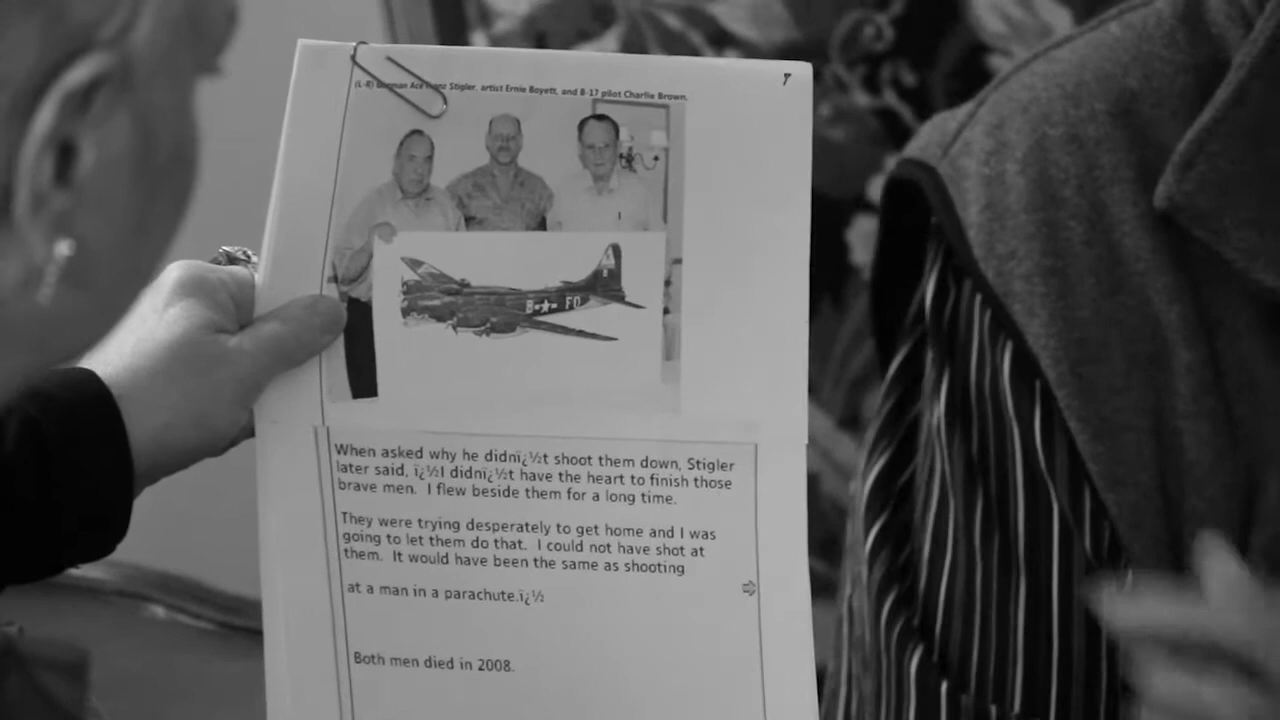 7
(L-R) German Ace Franz Stigler, artist Ernie Boyett, and B-17 pilot Charlie Brown.
B FO
When asked why he didnï¿½t shoot them down, Stigler
later said, ï¿½I didnï¿½t have the heart to finish those
brave men. I flew beside them for a long time.
They were trying desperately to get home and I was
going to let them do that. I could not have shot at
them. It would have been the same as shooting
at a man in a parachute.ï¿½
Both men died in 2008.